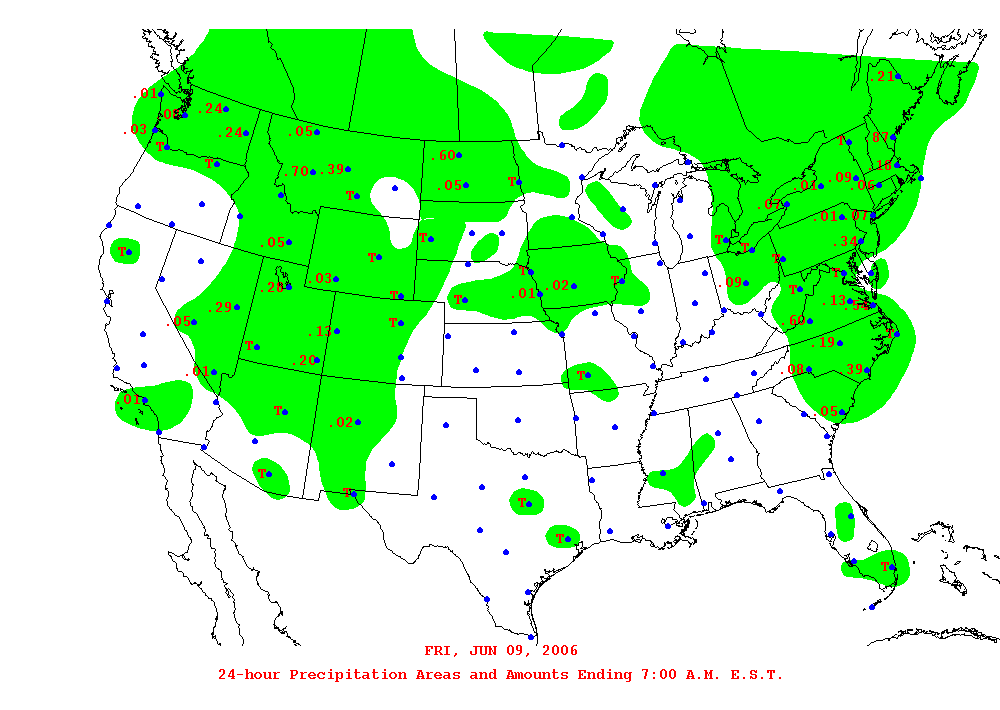 .21
.01
.24
.03
.24
.05
.87
T
T
.60
T
.18
.70
.39
.09
.06
.05
T
.01
T
.07
.01
.07
T
T
.34
.05
T
T
T
T
T
T
.03
T
.09
.28
.02
T
.01
T
T
.13
.29
.05
T
.60
.13
T
.19
T
.20
.08
.39
.01
T
.01
T
.05
.02
T
T
T
T
T
FRI, JUN 09, 2006
24-hour Precipitation Areas and Amounts Ending 7:00 A.M. E.S.T.